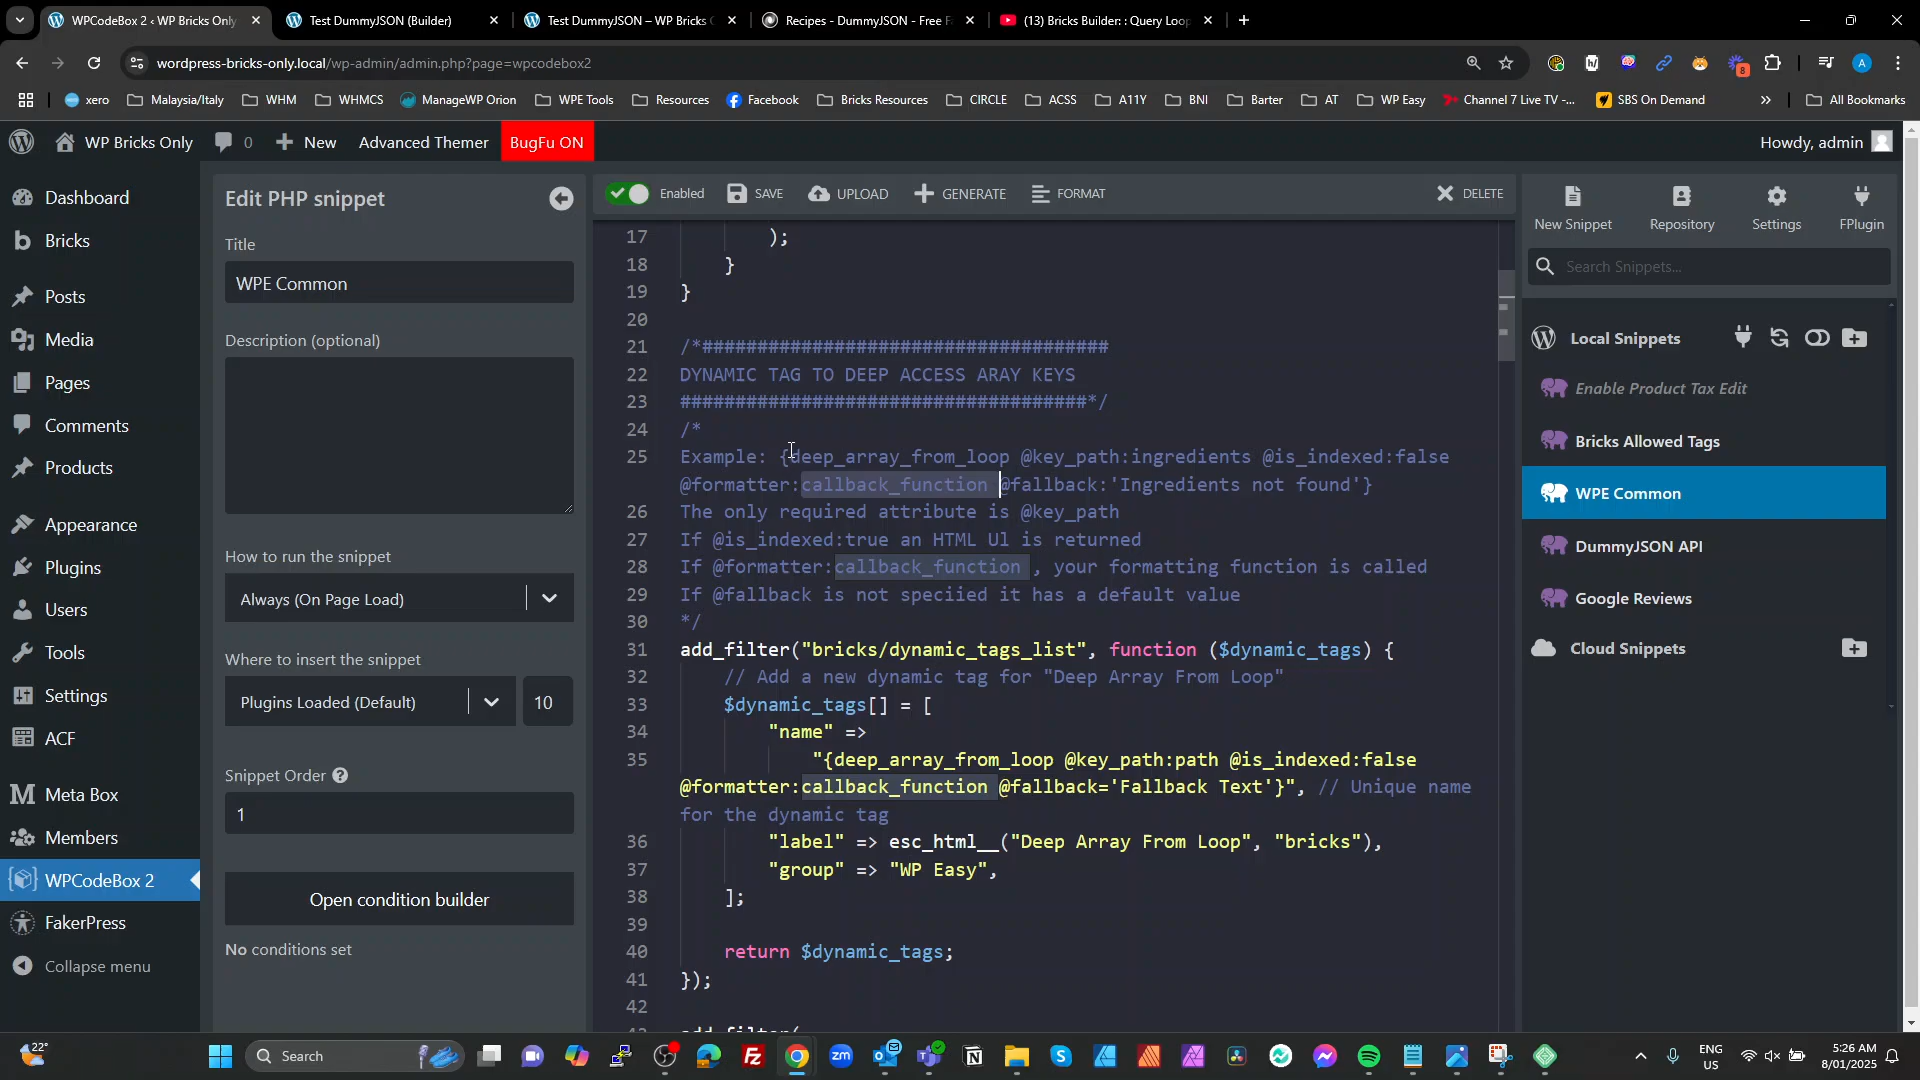 WPCodeBox 2 ‹ WP Bricks Only
Test DummyJSON (Builder)
Test DummyJSON – WP Bricks
Recipes - DummyJSON - Free F
(13) Bricks Builder: : Query Loop
wordpress-bricks-only.local/wp-admin/admin.php?page=wpcodebox2
8
A
xero
Malaysia/Italy
WHM
WHMCS
ManageWP Orion
WPE Tools
Resources
Facebook
Bricks Resources
CIRCLE
ACSS
A11Y
BNI
Barter
AT
WP Easy
Channel 7 Live TV -...
SBS On Demand
All Bookmarks
WP Bricks Only
0
New
Advanced Themer
BugFu ON
Howdy, admin
Dashboard
Bricks
Posts
Media
Pages
Comments
Products
Appearance
Plugins
Users
Tools
Settings
ACF
Meta Box
Members
WPCodeBox 2
FakerPress
Collapse menu
Edit PHP snippet
Title
WPE Common
Description (optional)
How to run the snippet
Always (On Page Load)
Where to insert the snippet
Plugins Loaded (Default)
10
Snippet Order
1
Open condition builder
No conditions set
Enabled
SAVE
UPLOAD
GENERATE
FORMAT
DELETE
17 );
18 }
19 }
20
21 /*#####################################
22 DYNAMIC TAG TO DEEP ACCESS ARAY KEYS
23 #####################################*/
24 /*
25 Example: {deep_array_from_loop @key_path:ingredients @is_indexed:false
@formatter:callback_function @fallback:'Ingredients not found'}
26 The only required attribute is @key_path
27 If @is_indexed:true an HTML Ul is returned
28 If @formatter:callback_function , your formatting function is called
29 If @fallback is not speciied it has a default value
30 */
31 add_filter("bricks/dynamic_tags_list", function ($dynamic_tags) {
32 // Add a new dynamic tag for "Deep Array From Loop"
33 $dynamic_tags[] = [
34 "name" =>
35 "{deep_array_from_loop @key_path:path @is_indexed:false
@formatter:callback_function @fallback='Fallback Text'}", // Unique name
for the dynamic tag
36 "label" => esc_html__("Deep Array From Loop", "bricks"),
37 "group" => "WP Easy",
38 ];
39
40 return $dynamic_tags;
41 });
42
New Snippet
Repository
Settings
FPlugin
Search Snippets...
Local Snippets
Enable Product Tax Edit
Bricks Allowed Tags
WPE Common
DummyJSON API
Google Reviews
Cloud Snippets
22°
Search
ENG
US
5:26 AM
8/01/2025